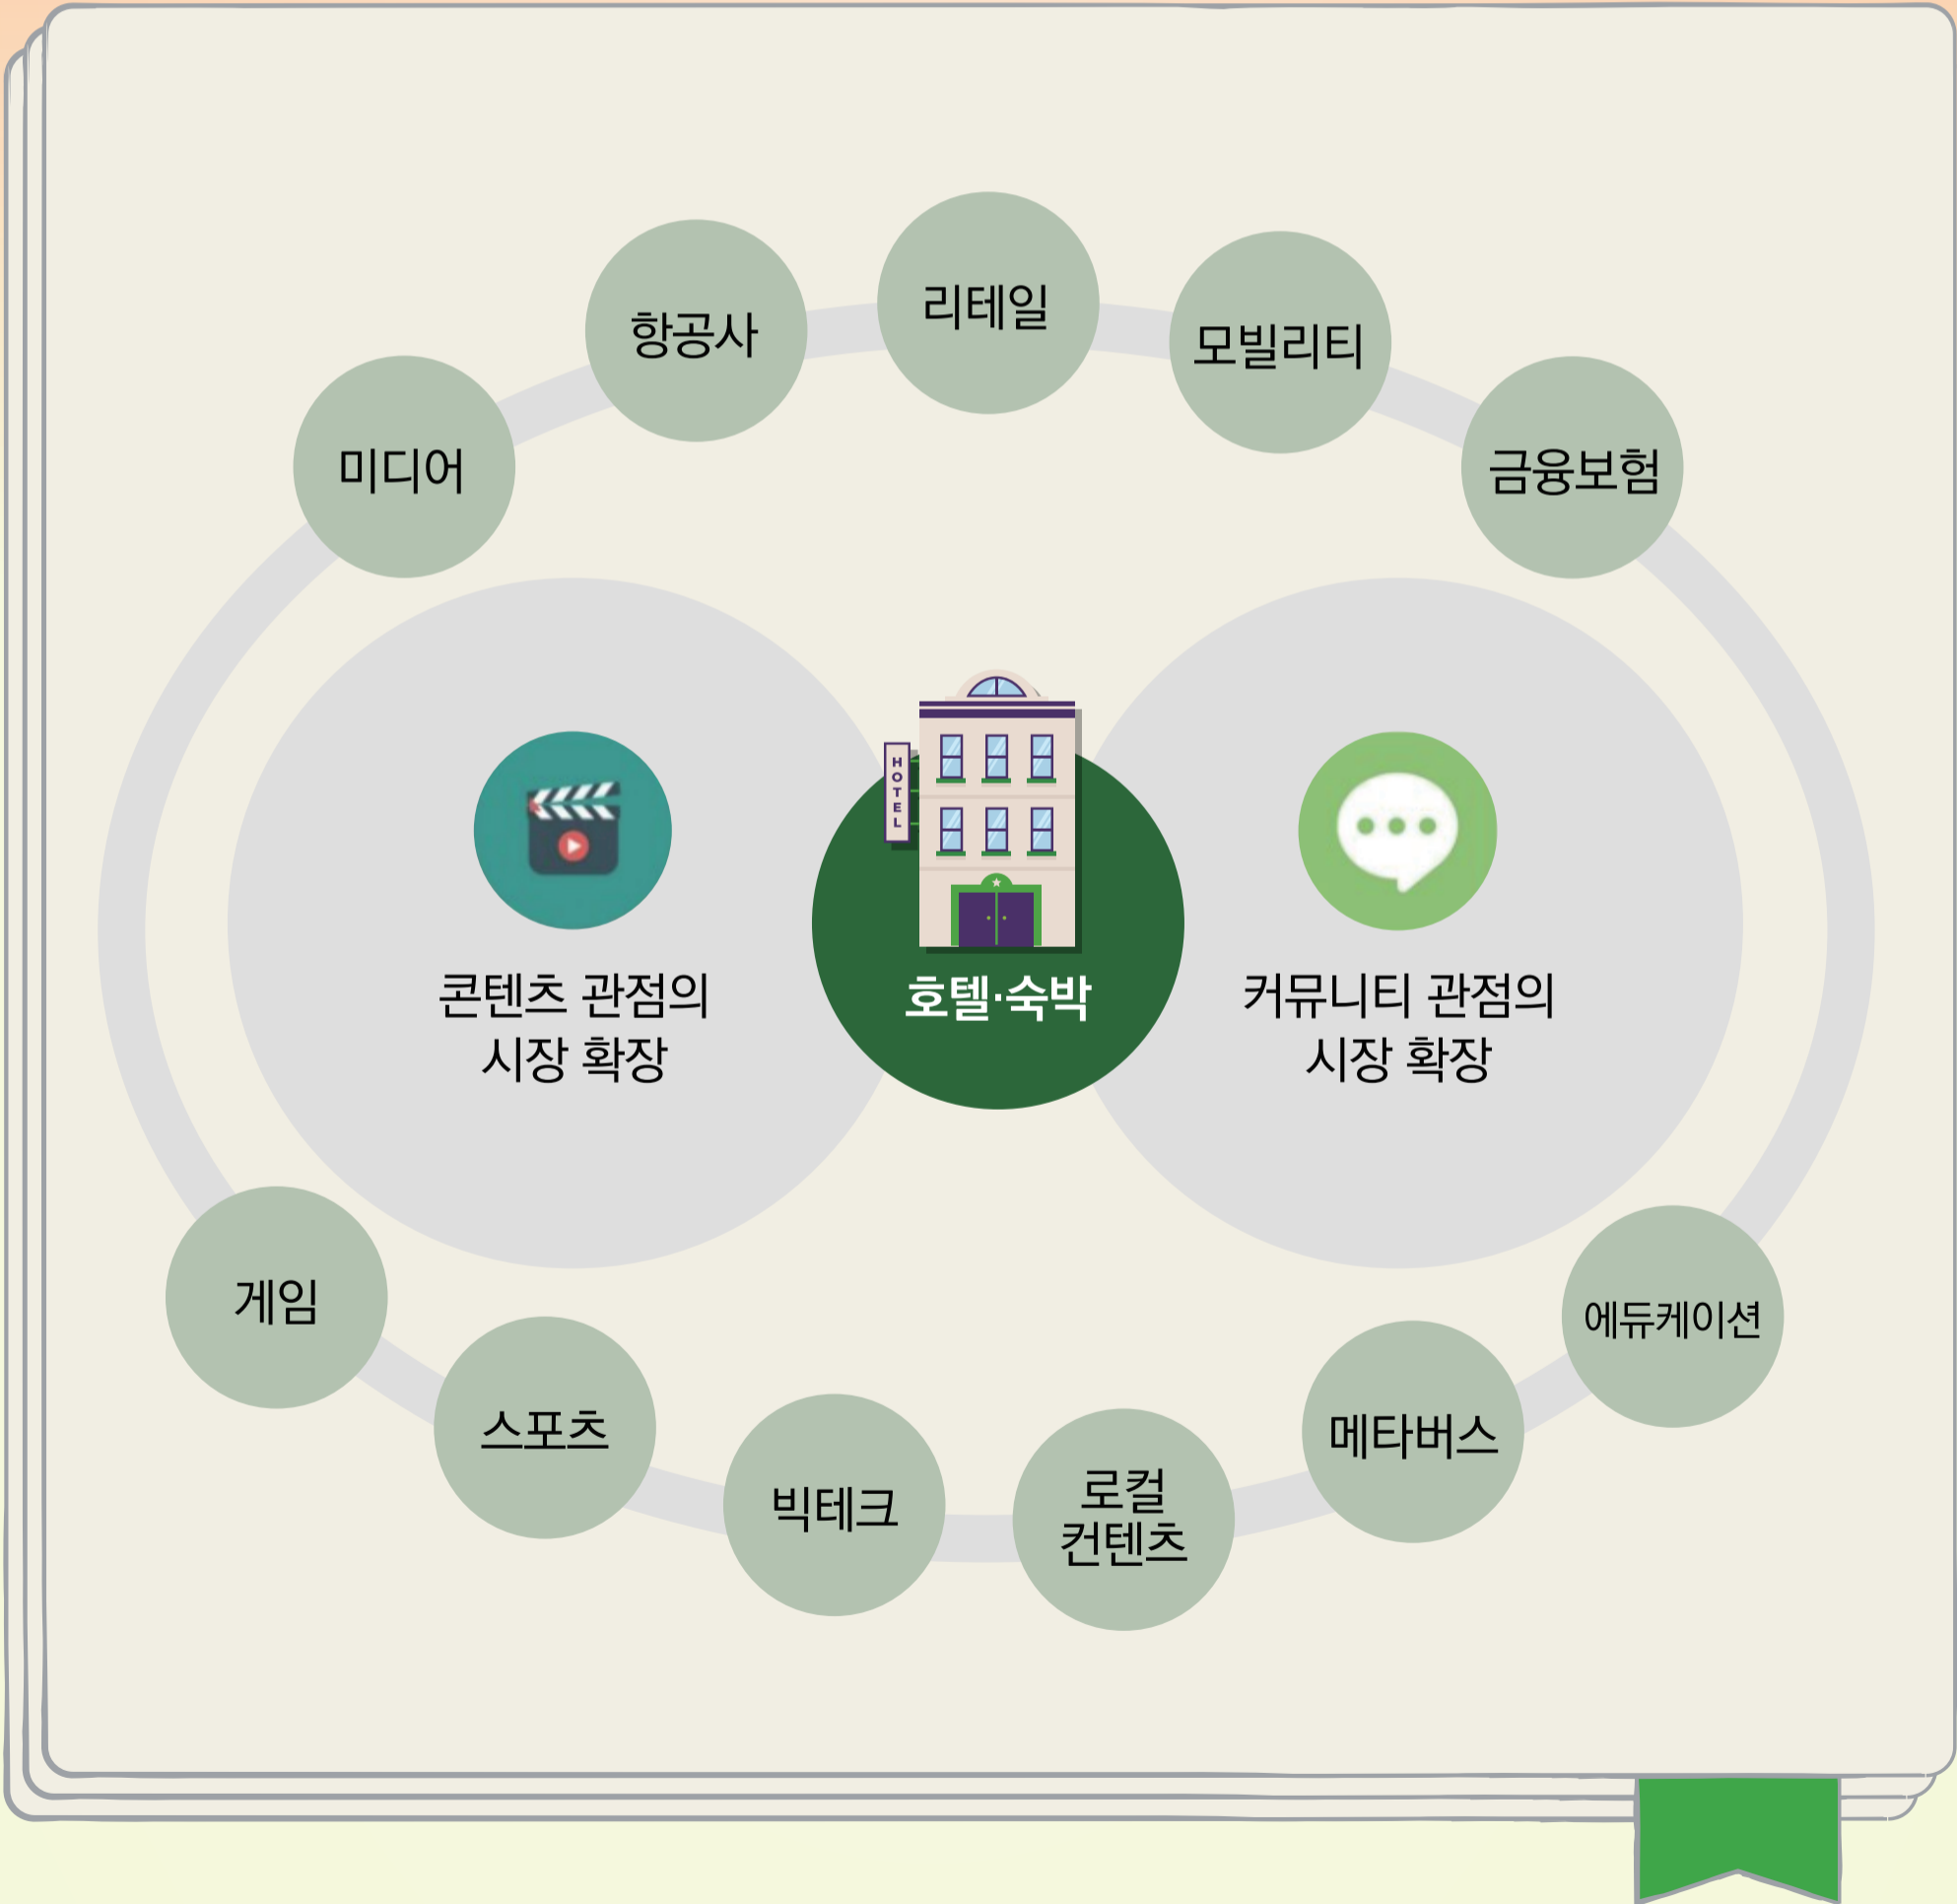 리테일
항공사
모빌리티
미디어
금융보험
HOTEL
콘텐츠 관점의
시장 확장
호텔·숙박
커뮤니티 관점의
시장 확장
게임
에듀케이션
스포츠
메타버스
빅테크
로컬
컨텐츠